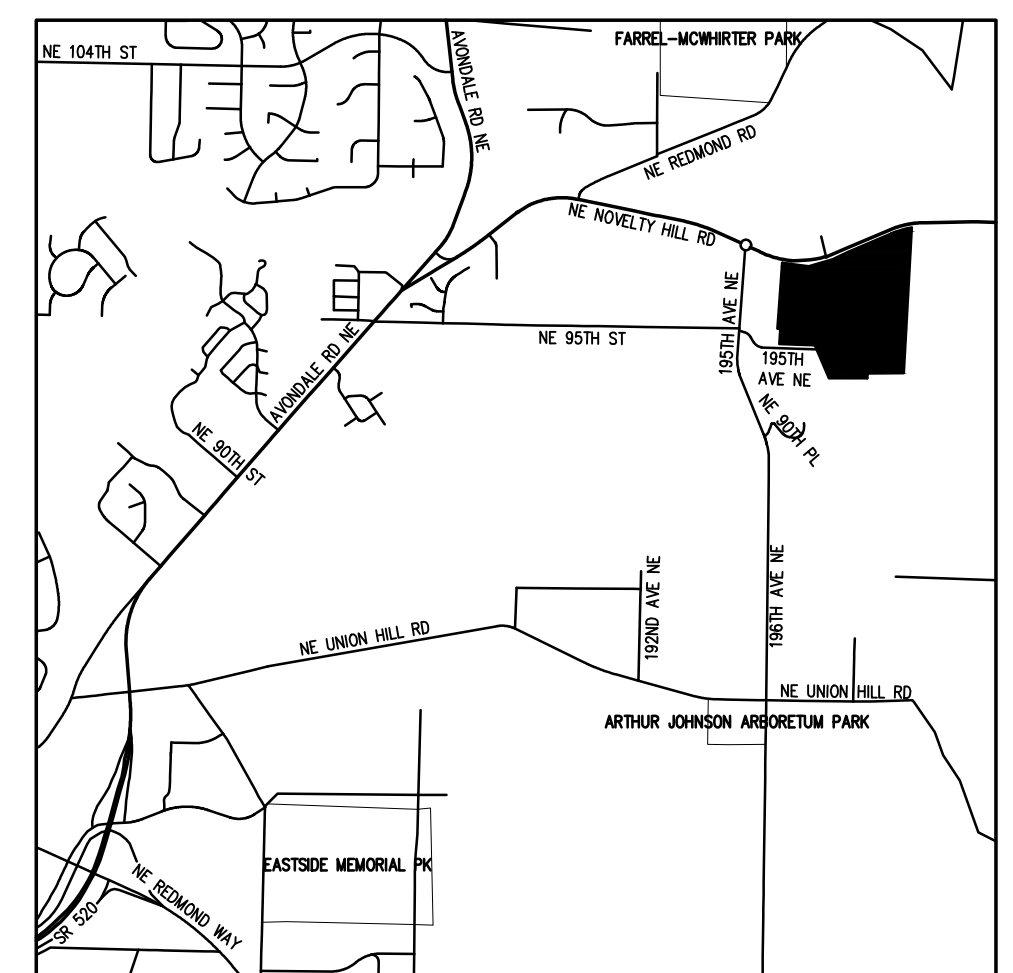 FARREL-MCWHIRTER PARK
NE 104TH ST
AVONDALE RD NE
NE REDMOND RD
NE NOVELTY HILL RD
195TH AVE NE
NE 95TH ST
AVONDALE RD NE
195TH
AVE NE
NE 90TH PL
NE 90TH ST
192ND AVE NE
196TH AVE NE
NE UNION HILL RD
NE UNION HILL RD
ARTHUR JOHNSON ARBORETUM PARK
EASTSIDE MEMORIAL PK
NE REDMOND WAY
SR 520